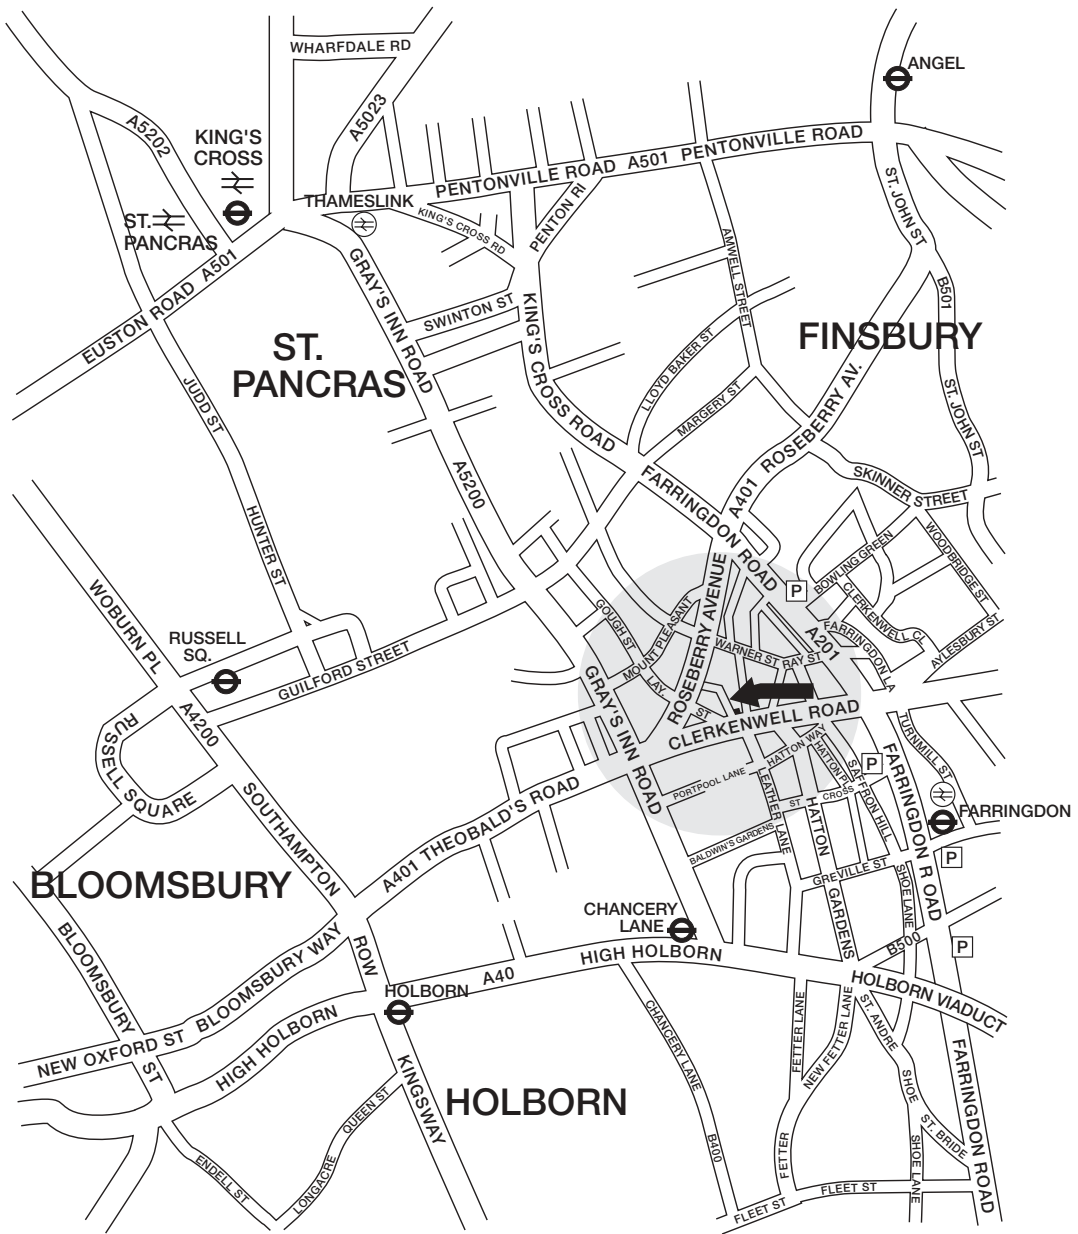 WHARFDALE RD
ANGEL
A5202
A5023
KING'S
CROSS
PENTONVILLE ROAD A501 PENTONVILLE ROAD
THAMESLINK
ST.
PANCRAS
KING'S CROSS RD
PENTON RI
ST. JOHN ST
AMWELL STREET
EUSTON ROAD A501
GRAY'S INN ROAD
SWINTON ST
KING'S CROSS ROAD
B501
FINSBURY
ST.
PANCRAS
LLOYD BAKER ST
MARGERY ST
JUDD ST
A401 ROSEBERRY AV.
ST. JOHN ST
A5200
FARRINGDON ROAD
SKINNER STREET
HUNTER ST
WOBURN PL
ROSEBERRY AVENUE
P
BOWLING GREEN
WOODBRIDGE ST
CLERKENWELL CL
AYLESBURY ST
GOUGH ST
MOUNT PLEASANT
A201
FARRINGDON LA
WARNER ST
RAY ST
RUSSELL
SQ.
GUILFORD STREET
LAY.
ST
A4200
RUSSELL SQUARE
GRAY'S INN ROAD
CLERKENWELL ROAD
TURNMILL ST
HATTON WAY
HATTON PL
PORTPOOL LANE
LEATHER LANE
SAFFRON HILL
P
FARRINGDON R OAD
FARRINGDON
ST CROSS
HATTON
GARDENS
BALDWIN'S GARDENS
SOUTHAMPTON
ROW
A401 THEOBALD'S ROAD
GREVILLE ST
SHOE LANE
P
BLOOMSBURY
CHANCERY
LANE
B500
P
BLOOMSBURY ST
BLOOMSBURY WAY
HIGH HOLBORN
A40
HOLBORN
HOLBORN VIADUCT
NEW OXFORD ST
HIGH HOLBORN
CHANCERY LANE
FETTER LANE
NEW FETTER LANE
ST. ANDRE
KINGSWAY
HOLBORN
QUEEN ST
LONGACRE
ENDELL ST
B400
FETTER
SHOE
ST. BRIDE
SHOE LANE
FARRINGDON ROAD
FLEET ST
FLEET ST